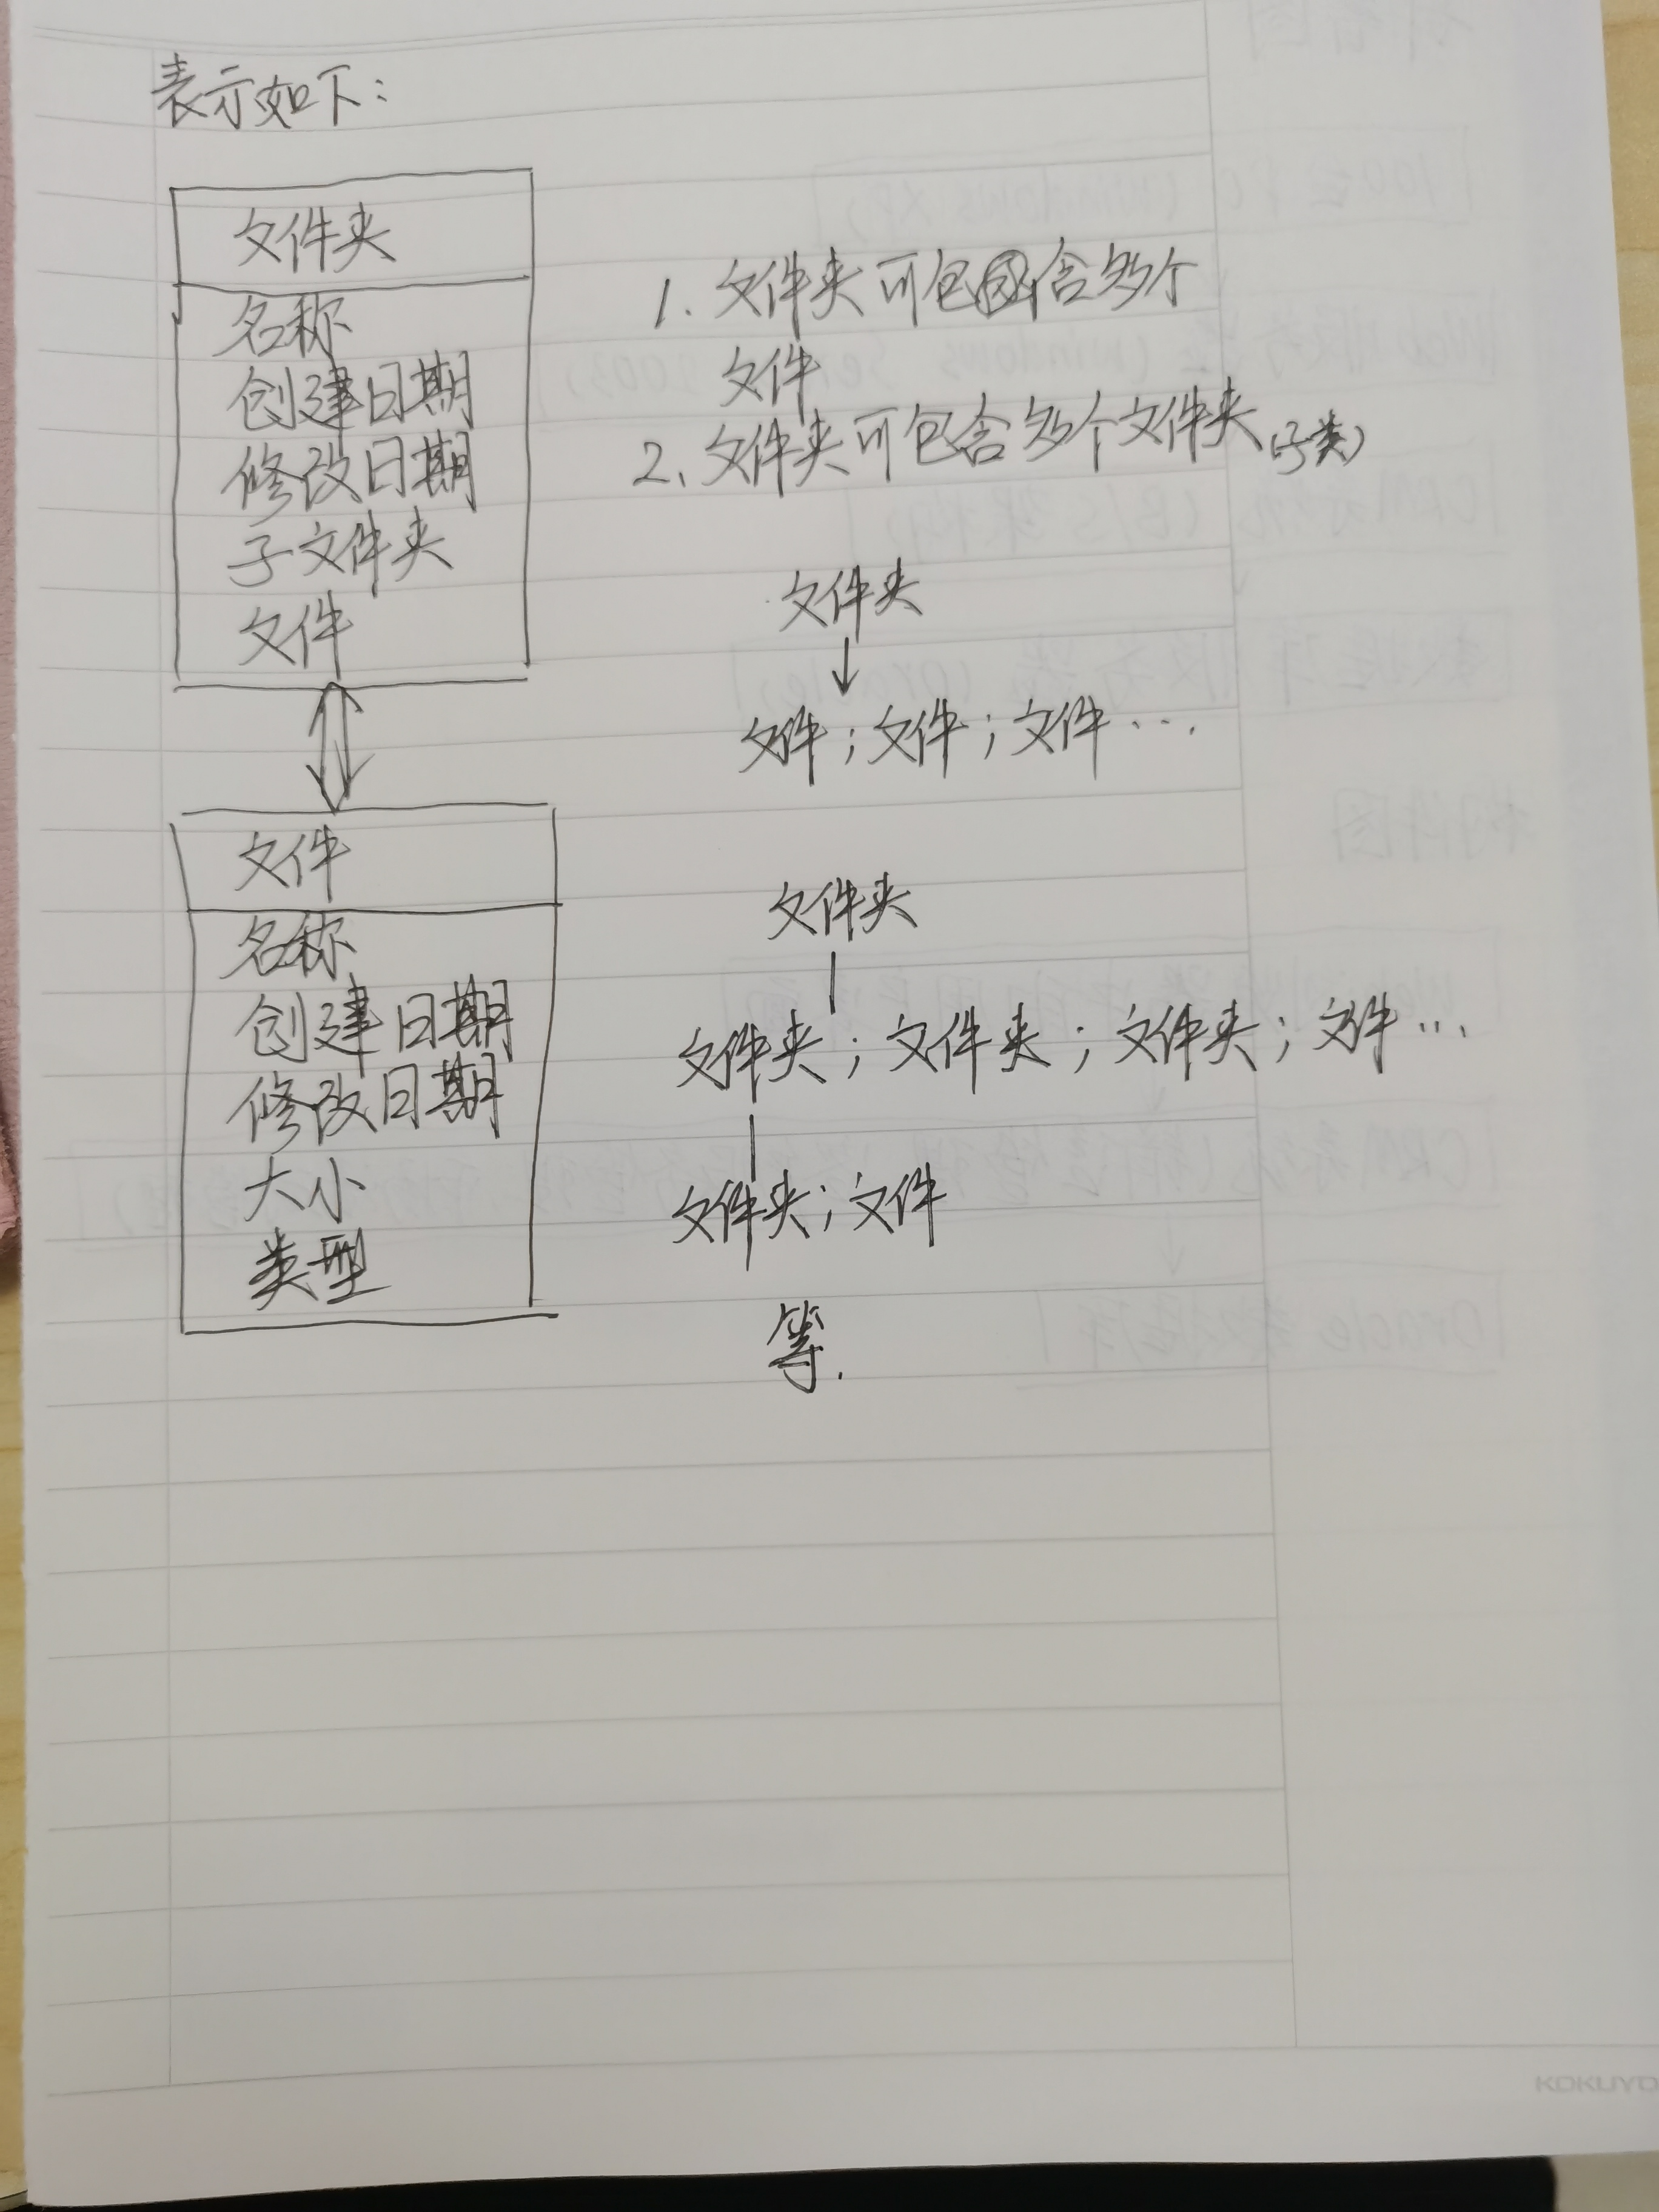 表示如下：
文件夹
名称
创建日期
修改日期
子文件夹
文件
文件
名称
创建日期
修改日期
大小
类型
1. 文件夹可包含多个
文件
2. 文件夹可包含多个文件夹(子类)
文件夹
文件；文件；文件…
文件夹
文件夹；文件夹；文件夹；文件…
文件夹；文件
等.
KOKUYO